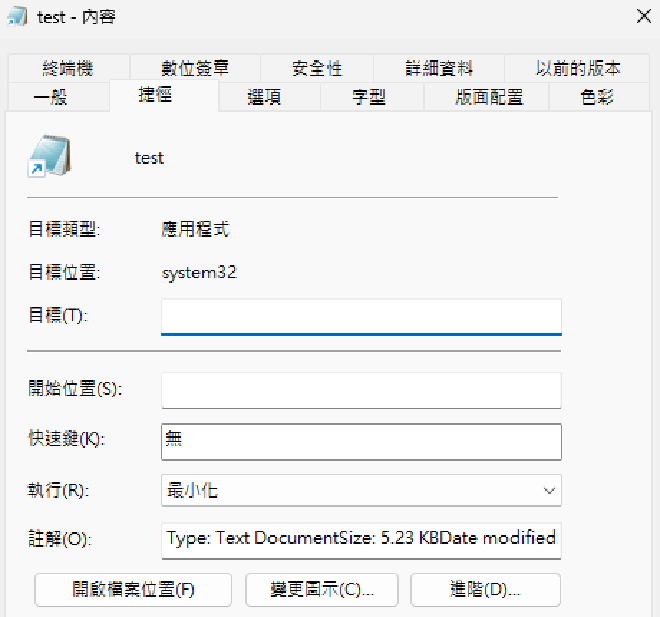 test - 內容
終端機 數位簽章 安全性 詳細資料 以前的版本
一般 捷徑 選項 字型 版面配置 色彩
test
目標類型: 應用程式
目標位置: system32
目標(T):
開始位置(S):
快速鍵(K): 無
執行(R): 最小化
註解(O): Type: Text DocumentSize: 5.23 KBDate modified
開啟檔案位置(F) 變更圖示(C)... 進階(D)...